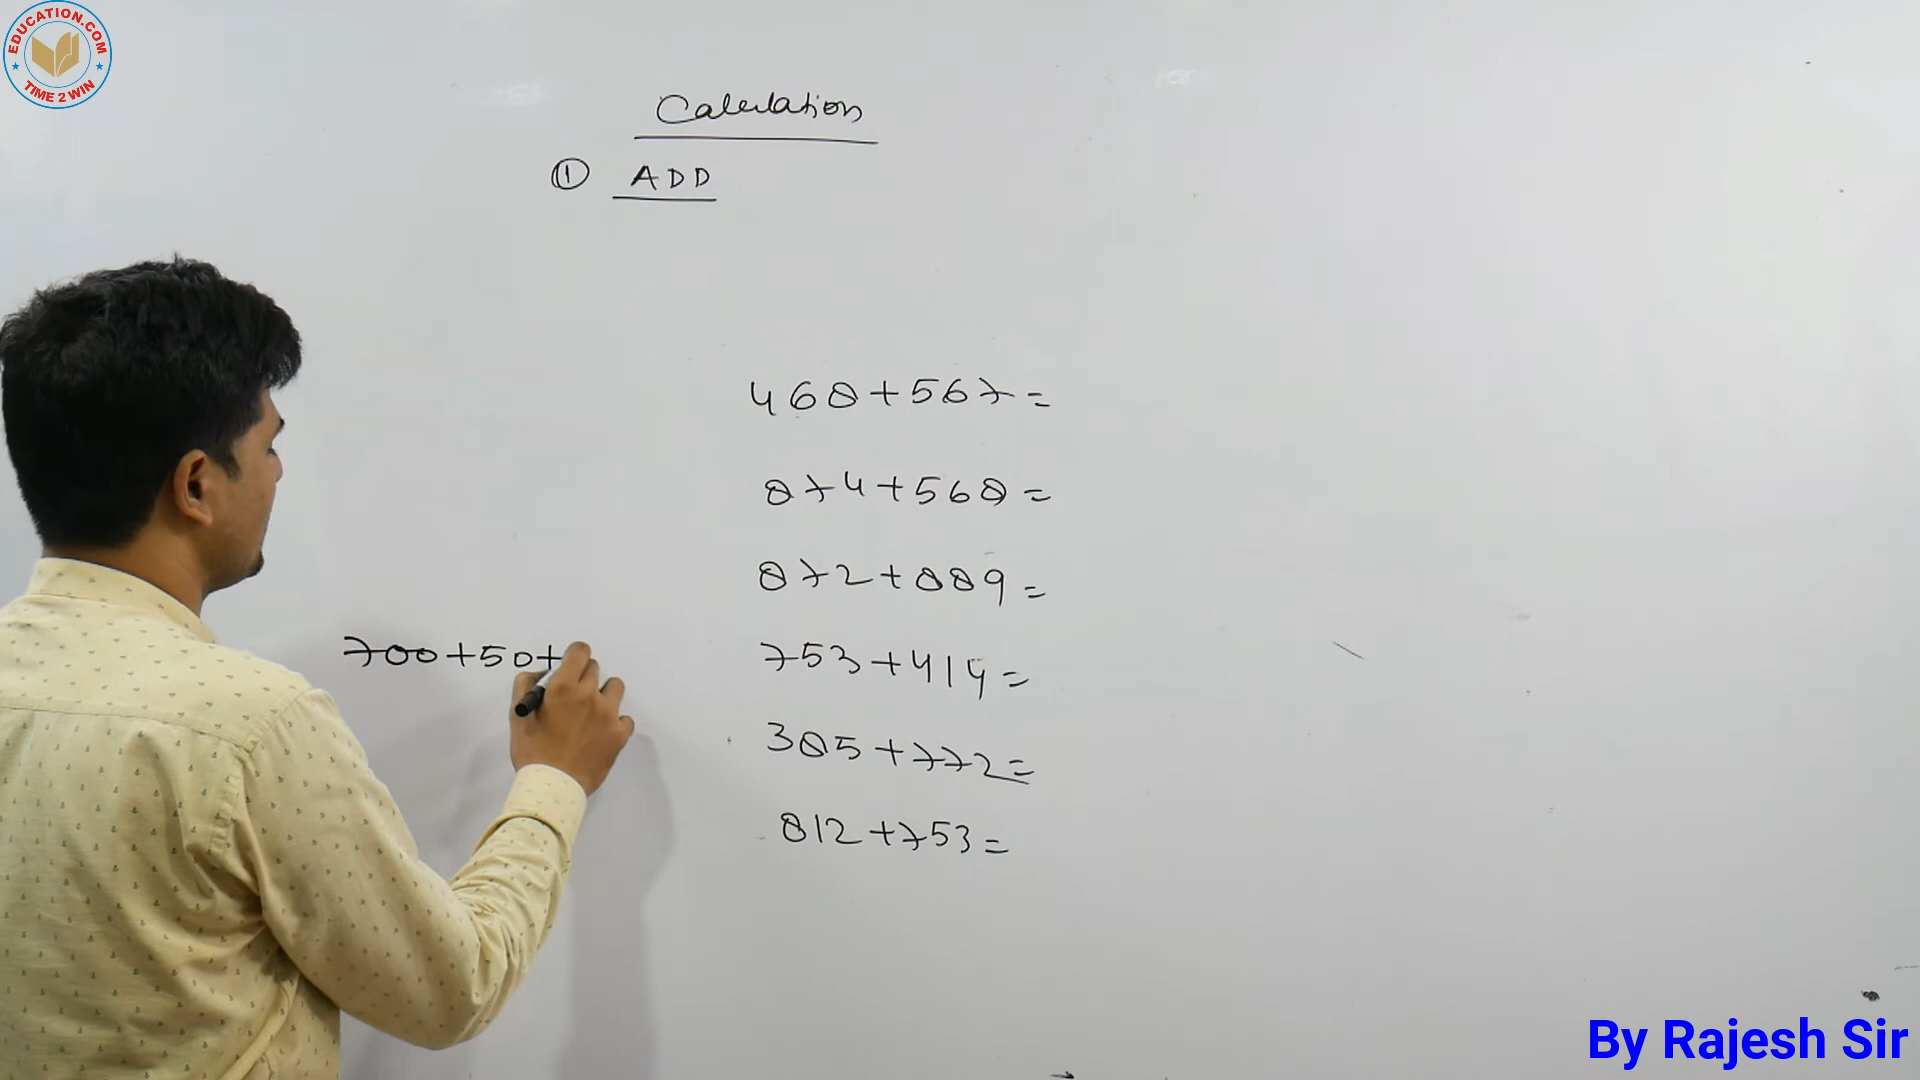 EDUCATION.COM
TIME 2 WIN
Calculation
① ADD
468+567=
874+568=
872+889=
700+50+
753+414=
385+772=
812+753=
By Rajesh Sir